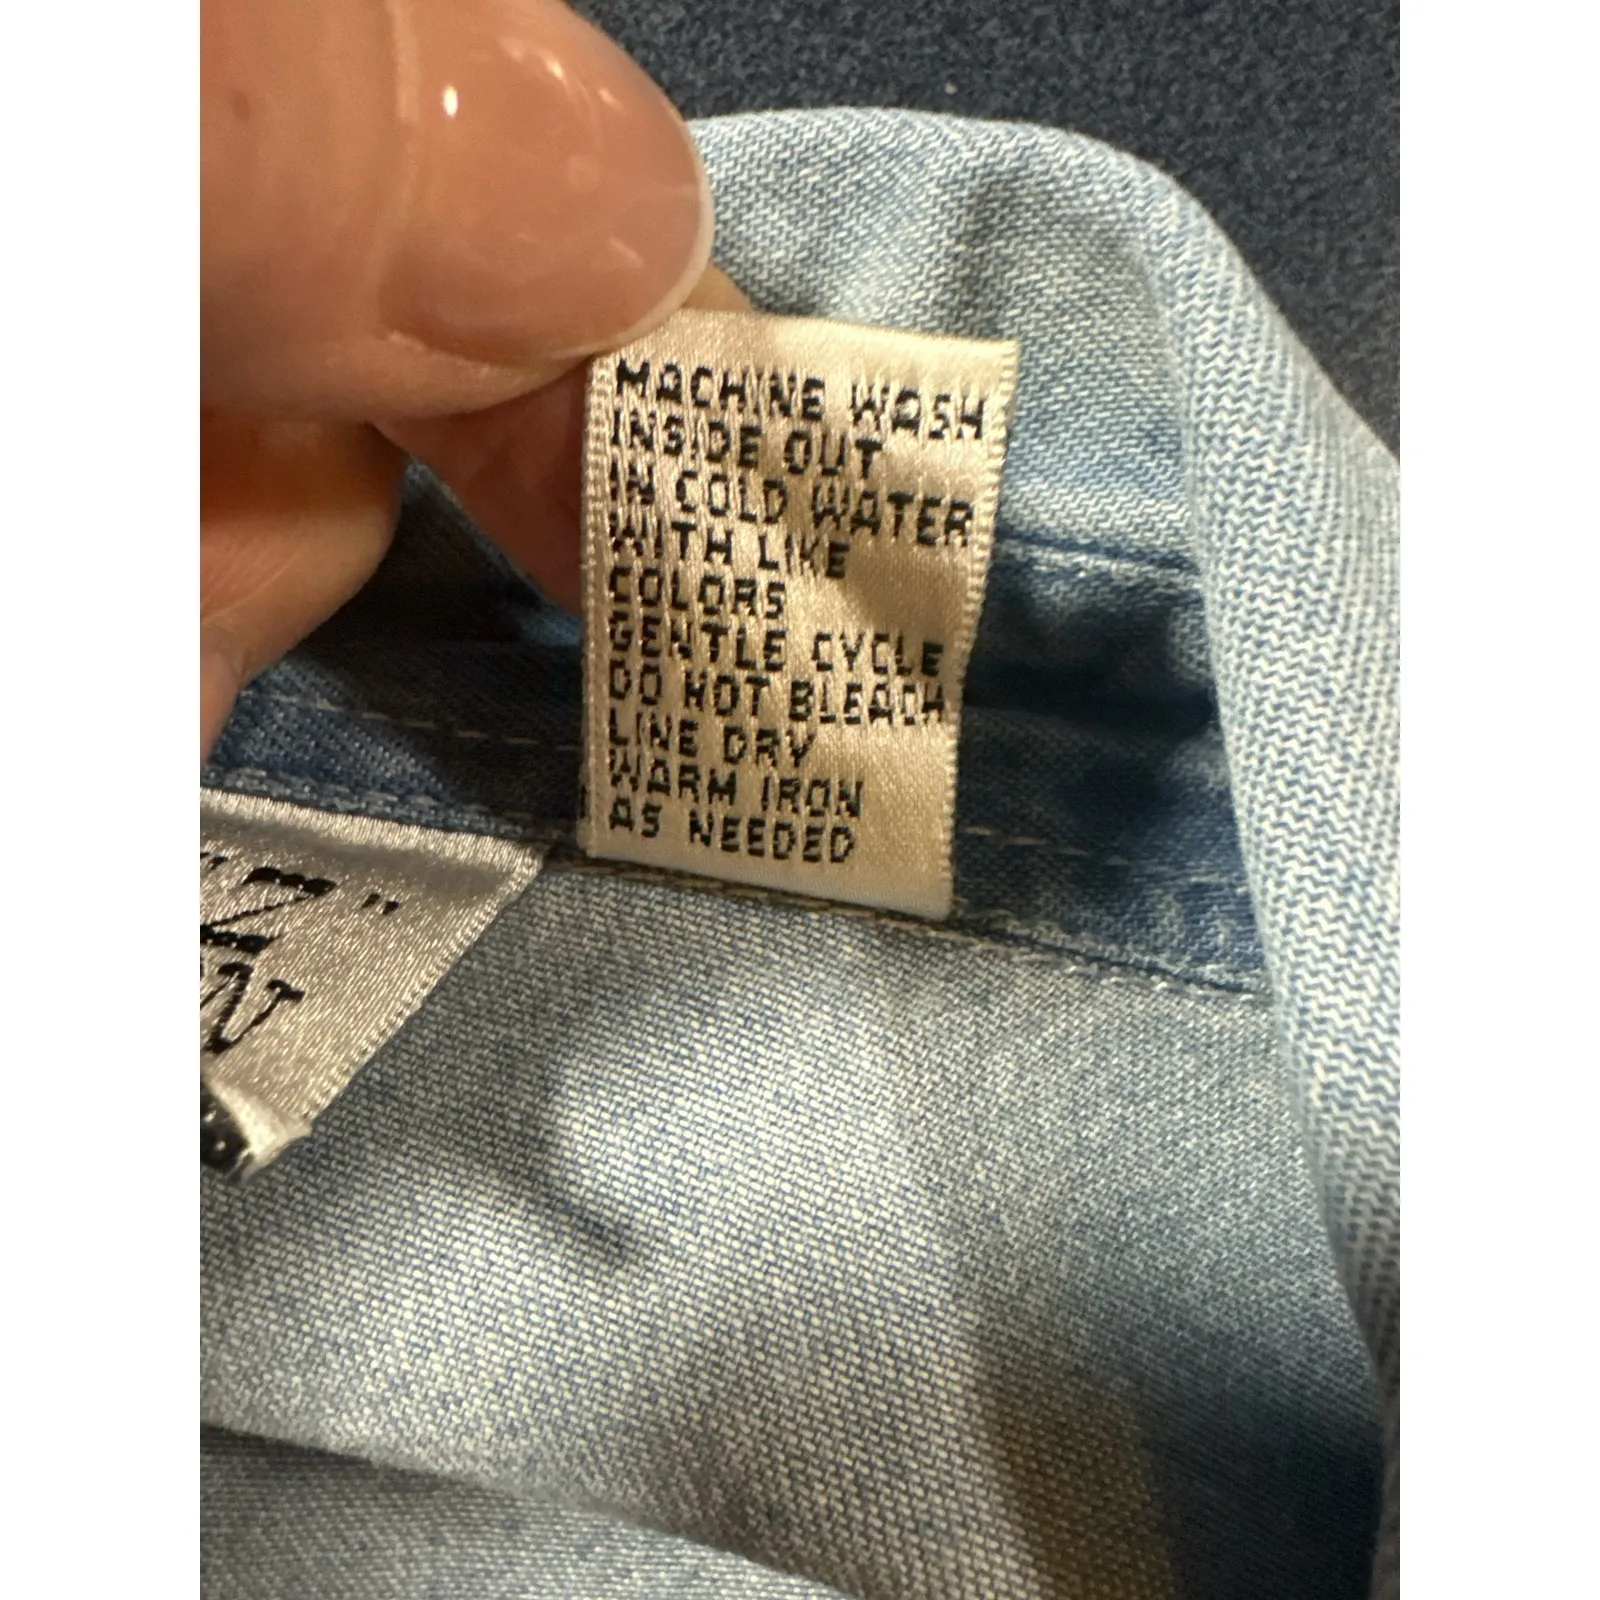 MACHINE WASH
INSIDE OUT
IN COLD WATER
WITH LIKE
COLORS
GENTLE CYCLE
DO NOT BLEACH
LINE DRY
WARM IRON
AS NEEDED
Z"